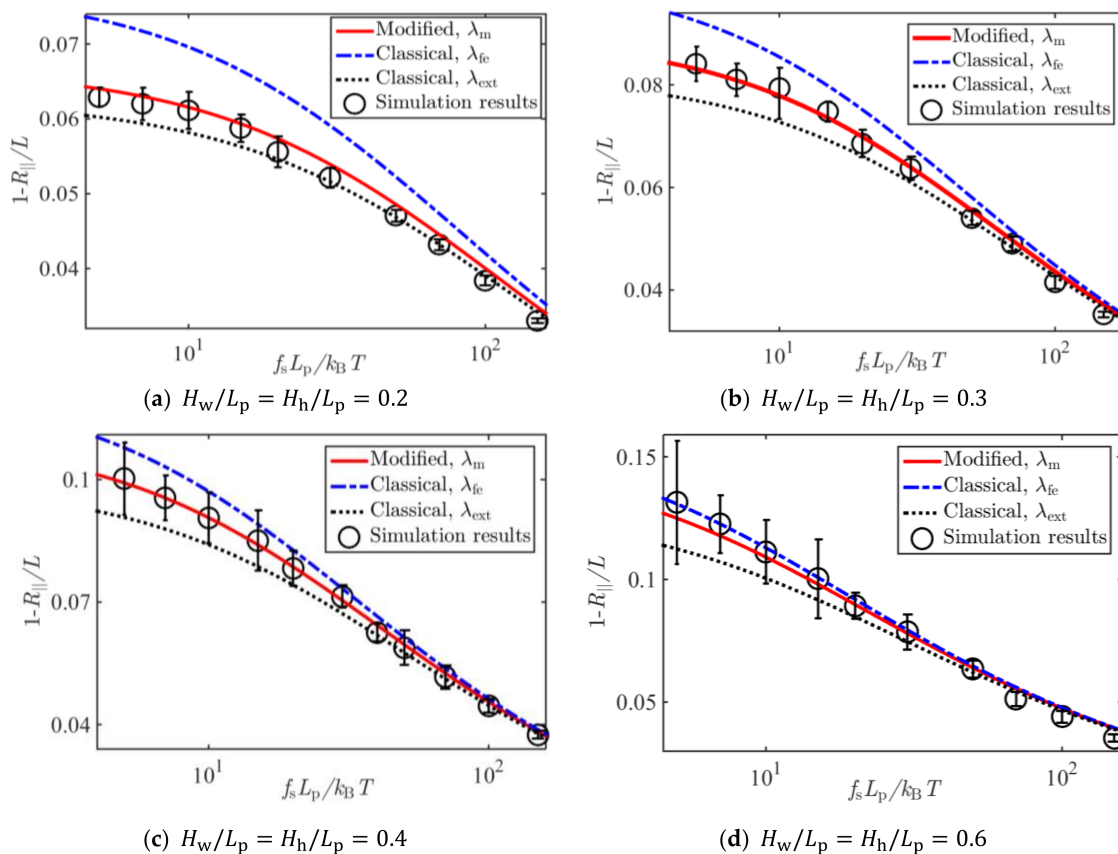 0.07
0.06
0.05
0.04
1-R||/L
Modified, λm
Classical, λfe
Classical, λext
Simulation results
10¹
10²
fsLp/kBT
(a) Hw/Lp = Hh/Lp = 0.2
0.08
0.06
0.04
1-R||/L
Modified, λm
Classical, λfe
Classical, λext
Simulation results
10¹
10²
fsLp/kBT
(b) Hw/Lp = Hh/Lp = 0.3
0.1
0.07
0.04
1-R||/L
Modified, λm
Classical, λfe
Classical, λext
Simulation results
10¹
10²
fsLp/kBT
(c) Hw/Lp = Hh/Lp = 0.4
0.15
0.1
0.05
1-R||/L
Modified, λm
Classical, λfe
Classical, λext
Simulation results
10¹
10²
fsLp/kBT
(d) Hw/Lp = Hh/Lp = 0.6